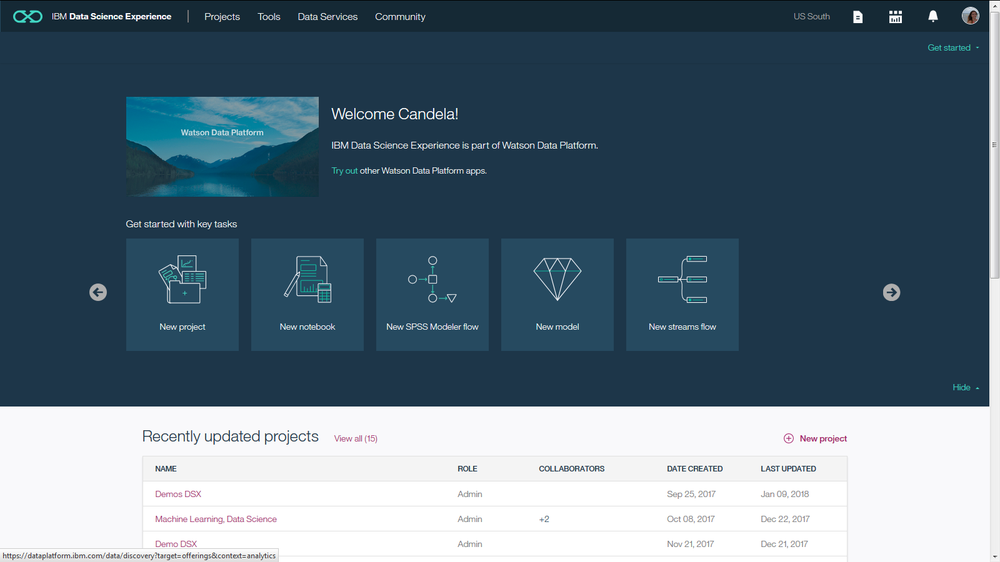 IBM Data Science Experience
Projects
Tools
Data Services
Community
US South
Get started
Watson Data Platform
Welcome Candela!
IBM Data Science Experience is part of Watson Data Platform.
Try out other Watson Data Platform apps.
Get started with key tasks
New project
New notebook
New SPSS Modeler flow
New model
New streams flow
Hide
Recently updated projects
View all (15)
New project
NAME ROLE COLLABORATORS DATE CREATED LAST UPDATED
Demos DSX Admin Sep 25, 2017 Jan 09, 2018
Machine Learning, Data Science Admin +2 Oct 08, 2017 Dec 22, 2017
Demo DSX Admin Nov 21, 2017 Dec 21, 2017
https://dataplatform.ibm.com/data/discovery?target=offerings&context=analytics